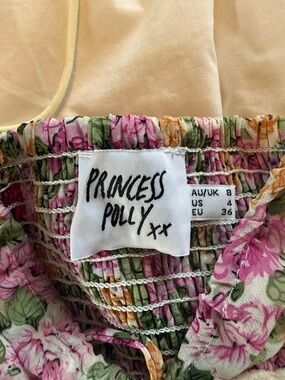 PRINCESS
POLLY xx
AU/UK 8
US 4
EU 36